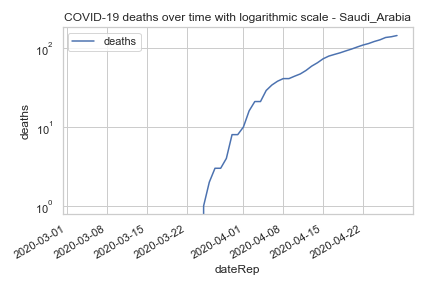 COVID-19 deaths over time with logarithmic scale - Saudi_Arabia
deaths
10²
10¹
10⁰
deaths
2020-03-01
2020-03-08
2020-03-15
2020-03-22
2020-04-01
2020-04-08
2020-04-15
2020-04-22
dateRep